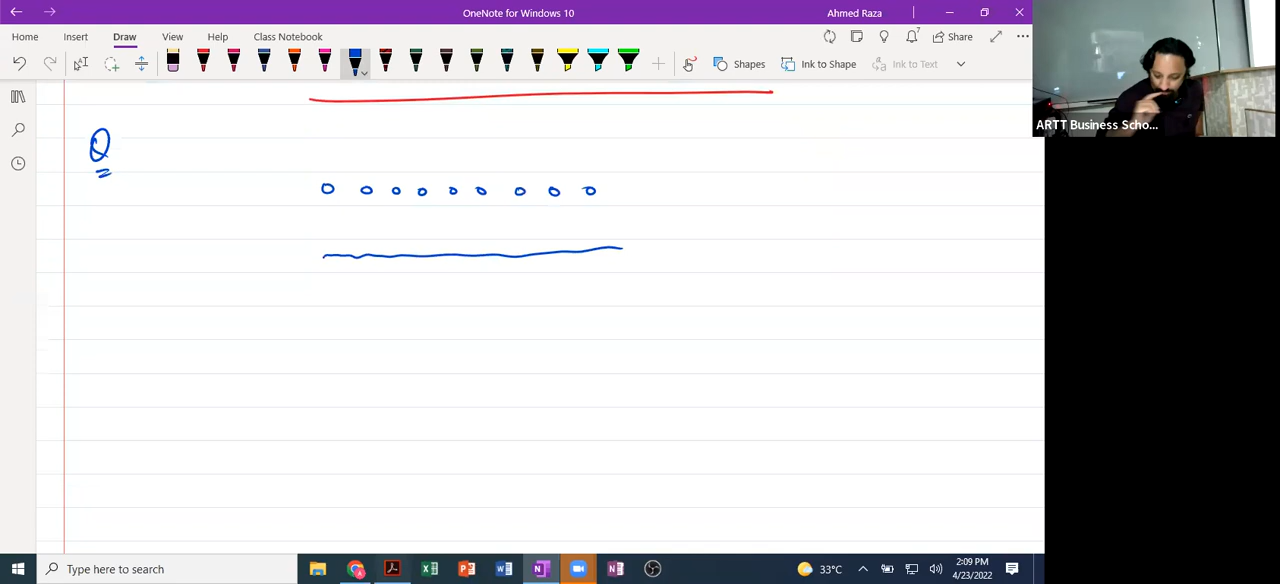 OneNote for Windows 10
Ahmed Raza
Home Insert Draw View Help Class Notebook Share
Shapes Ink to Shape Ink to Text
ARTT Business Scho...
Q
o o o o o o o o o
Type here to search
33°C
2:09 PM
4/23/2022